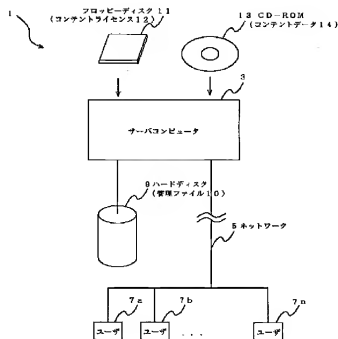 1
フロッピーディスク11
(コンテントライセンス12)
13 CD-ROM
(コンテントデータ14)
3
サーバコンピュータ
9 ハードディスク
(管理ファイル10)
5 ネットワーク
7a
7b
7n
ユーザ
ユーザ
...
ユーザ